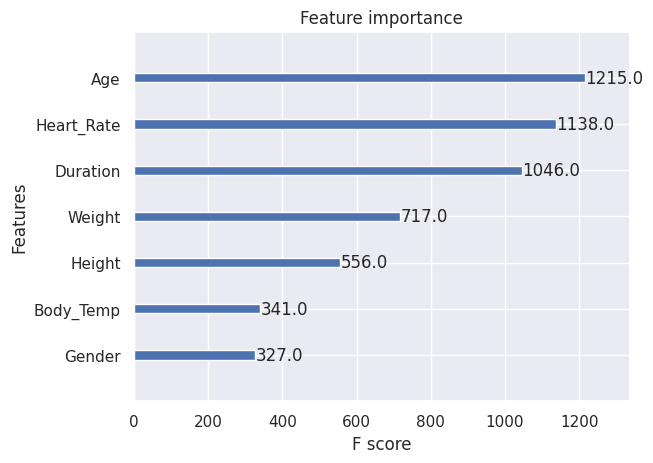 Feature importance
Age
1215.0
Heart_Rate
1138.0
Duration
1046.0
Weight
717.0
Height
556.0
Body_Temp
341.0
Gender
327.0
Features
0 200 400 600 800 1000 1200
F score